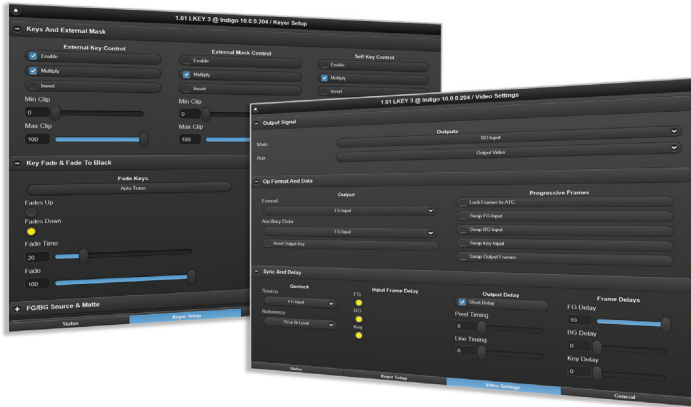 1.01 LKEY 3 @ Indigo 10.0.0.204 / Keyer Setup
Keys And External Mask
External Key Control
External Mask Control
Self Key Control
Enable
Enable
Enable
Multiply
Multiply
Multiply
Invert
Invert
Invert
Min Clip
Min Clip
0
0
Max Clip
Max Clip
100
100
Key Fade & Fade To Black
Fade Keys
Auto Trans
Fades Up
Fades Down
Fade Time
20
Fade
100
FG/BG Source & Matte
Status
Keyer Setup
1.01 LKEY 3 @ Indigo 10.0.0.204 / Video Settings
Output Signal
Outputs
Main
BG Input
Aux
Output Video
Op Format And Data
Output
Progressive Frames
Format
FG Input
Lock Frames to ATC
Swap FG Input
Ancillary Data
FG Input
Swap BG Input
Insert Output Key
Swap Key Input
Swap Output Frames
Sync And Delay
Genlock
Input Frame Delay
Output Delay
Frame Delays
Source
FG Input
FG
Short Delay
FG Delay
10
Reference
Tri or Bi-Level
BG
Pixel Timing
0
BG Delay
0
Key
Line Timing
0
Key Delay
0
Status
Keyer Setup
Video Settings
General